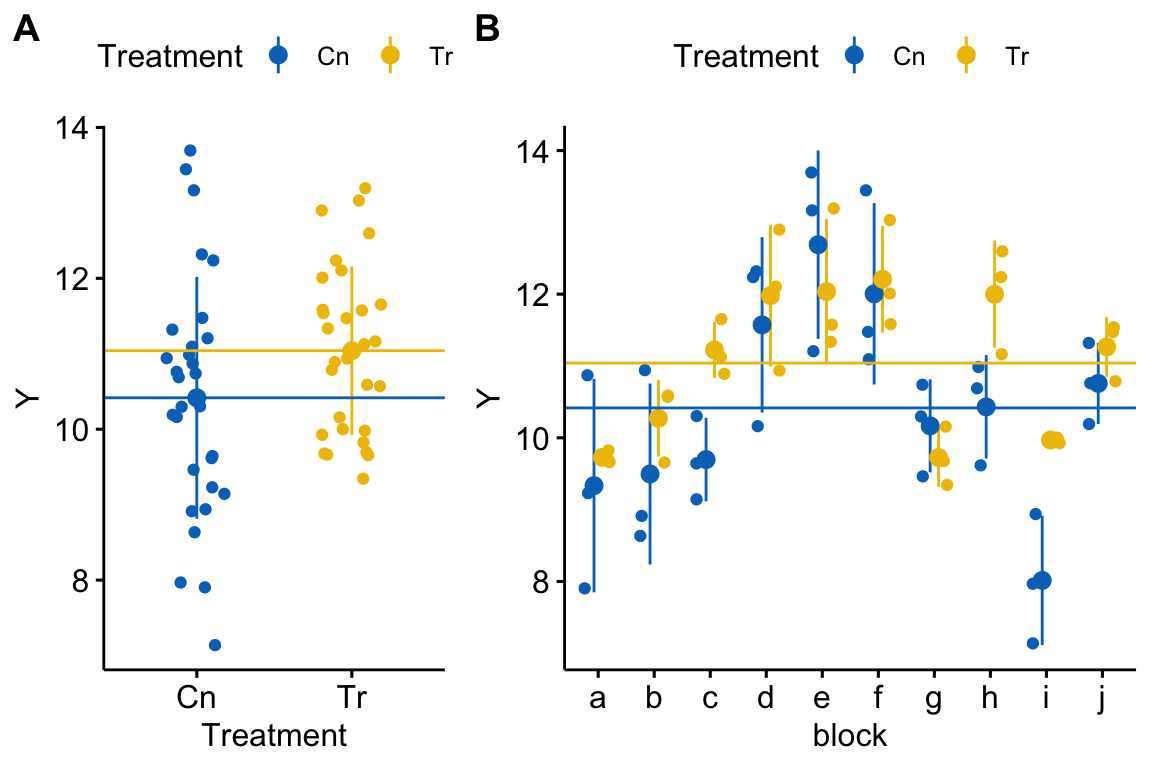 A
Treatment Cn Tr
14
12
10
8
Y
Cn Tr
Treatment
B
Treatment Cn Tr
14
12
10
8
Y
a b c d e f g h i j
block